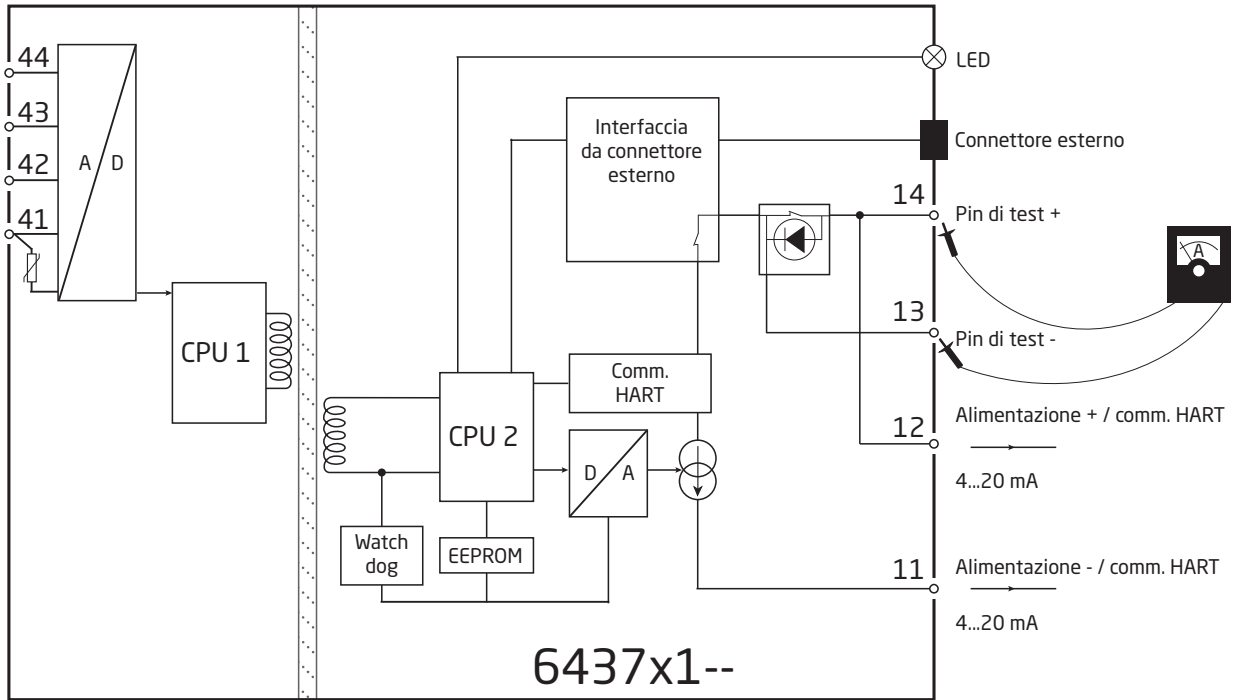 44
43
42
41
A / D
CPU 1
LED
Interfaccia
da connettore
esterno
Connettore esterno
14
Pin di test +
A
13
Pin di test -
Comm.
HART
CPU 2
D A
12
Alimentazione + / comm. HART
4...20 mA
Watch
dog
EEPROM
11
Alimentazione - / comm. HART
4...20 mA
6437x1--